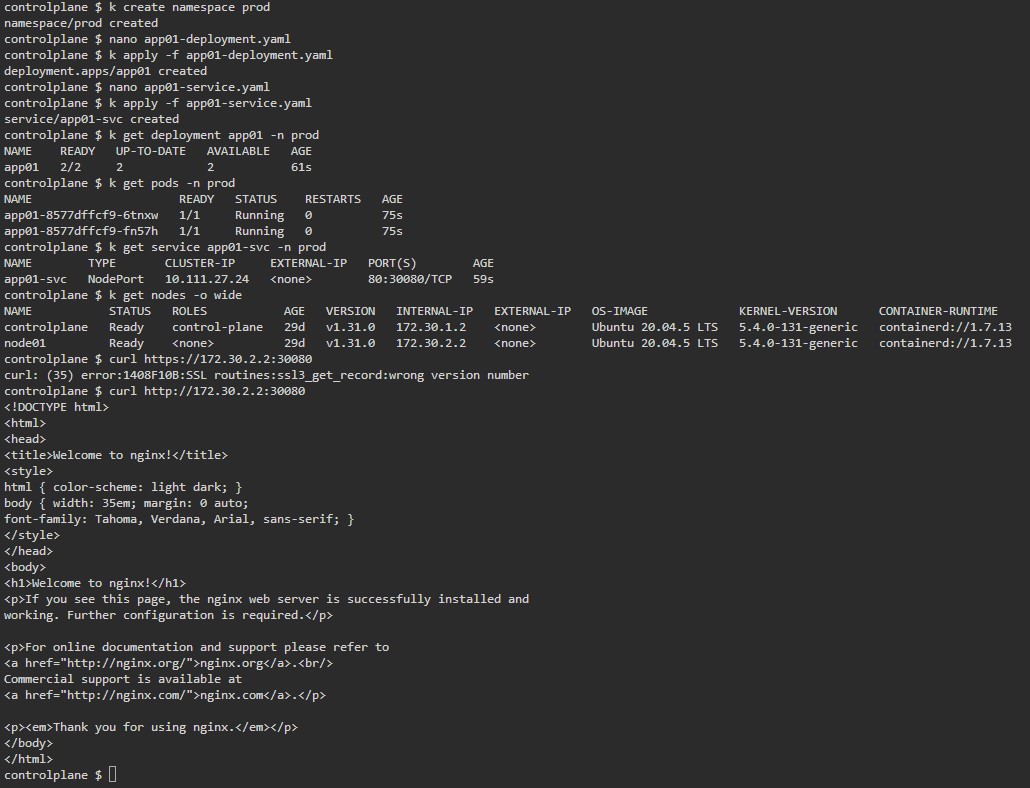 controlplane $ k create namespace prod
namespace/prod created
controlplane $ nano app01-deployment.yaml
controlplane $ k apply -f app01-deployment.yaml
deployment.apps/app01 created
controlplane $ nano app01-service.yaml
controlplane $ k apply -f app01-service.yaml
service/app01-svc created
controlplane $ k get deployment app01 -n prod
NAME    READY   UP-TO-DATE   AVAILABLE   AGE
app01   2/2     2            2           61s
controlplane $ k get pods -n prod
NAME                     READY   STATUS    RESTARTS   AGE
app01-8577dffcf9-6tnxw   1/1     Running   0          75s
app01-8577dffcf9-fn57h   1/1     Running   0          75s
controlplane $ k get service app01-svc -n prod
NAME        TYPE       CLUSTER-IP     EXTERNAL-IP   PORT(S)        AGE
app01-svc   NodePort   10.111.27.24   <none>        80:30080/TCP   59s
controlplane $ k get nodes -o wide
NAME           STATUS   ROLES           AGE   VERSION   INTERNAL-IP   EXTERNAL-IP   OS-IMAGE             KERNEL-VERSION      CONTAINER-RUNTIME
controlplane   Ready    control-plane   29d   v1.31.0   172.30.1.2    <none>        Ubuntu 20.04.5 LTS   5.4.0-131-generic   containerd://1.7.13
node01         Ready    <none>          29d   v1.31.0   172.30.2.2    <none>        Ubuntu 20.04.5 LTS   5.4.0-131-generic   containerd://1.7.13
controlplane $ curl https://172.30.2.2:30080
curl: (35) error:1408F10B:SSL routines:ssl3_get_record:wrong version number
controlplane $ curl http://172.30.2.2:30080
<!DOCTYPE html>
<html>
<head>
<title>Welcome to nginx!</title>
<style>
html { color-scheme: light dark; }
body { width: 35em; margin: 0 auto;
font-family: Tahoma, Verdana, Arial, sans-serif; }
</style>
</head>
<body>
<h1>Welcome to nginx!</h1>
<p>If you see this page, the nginx web server is successfully installed and
working. Further configuration is required.</p>

<p>For online documentation and support please refer to
<a href="http://nginx.org/">nginx.org</a>.<br/>
Commercial support is available at
<a href="http://nginx.com/">nginx.com</a>.</p>

<p><em>Thank you for using nginx.</em></p>
</body>
</html>
controlplane $